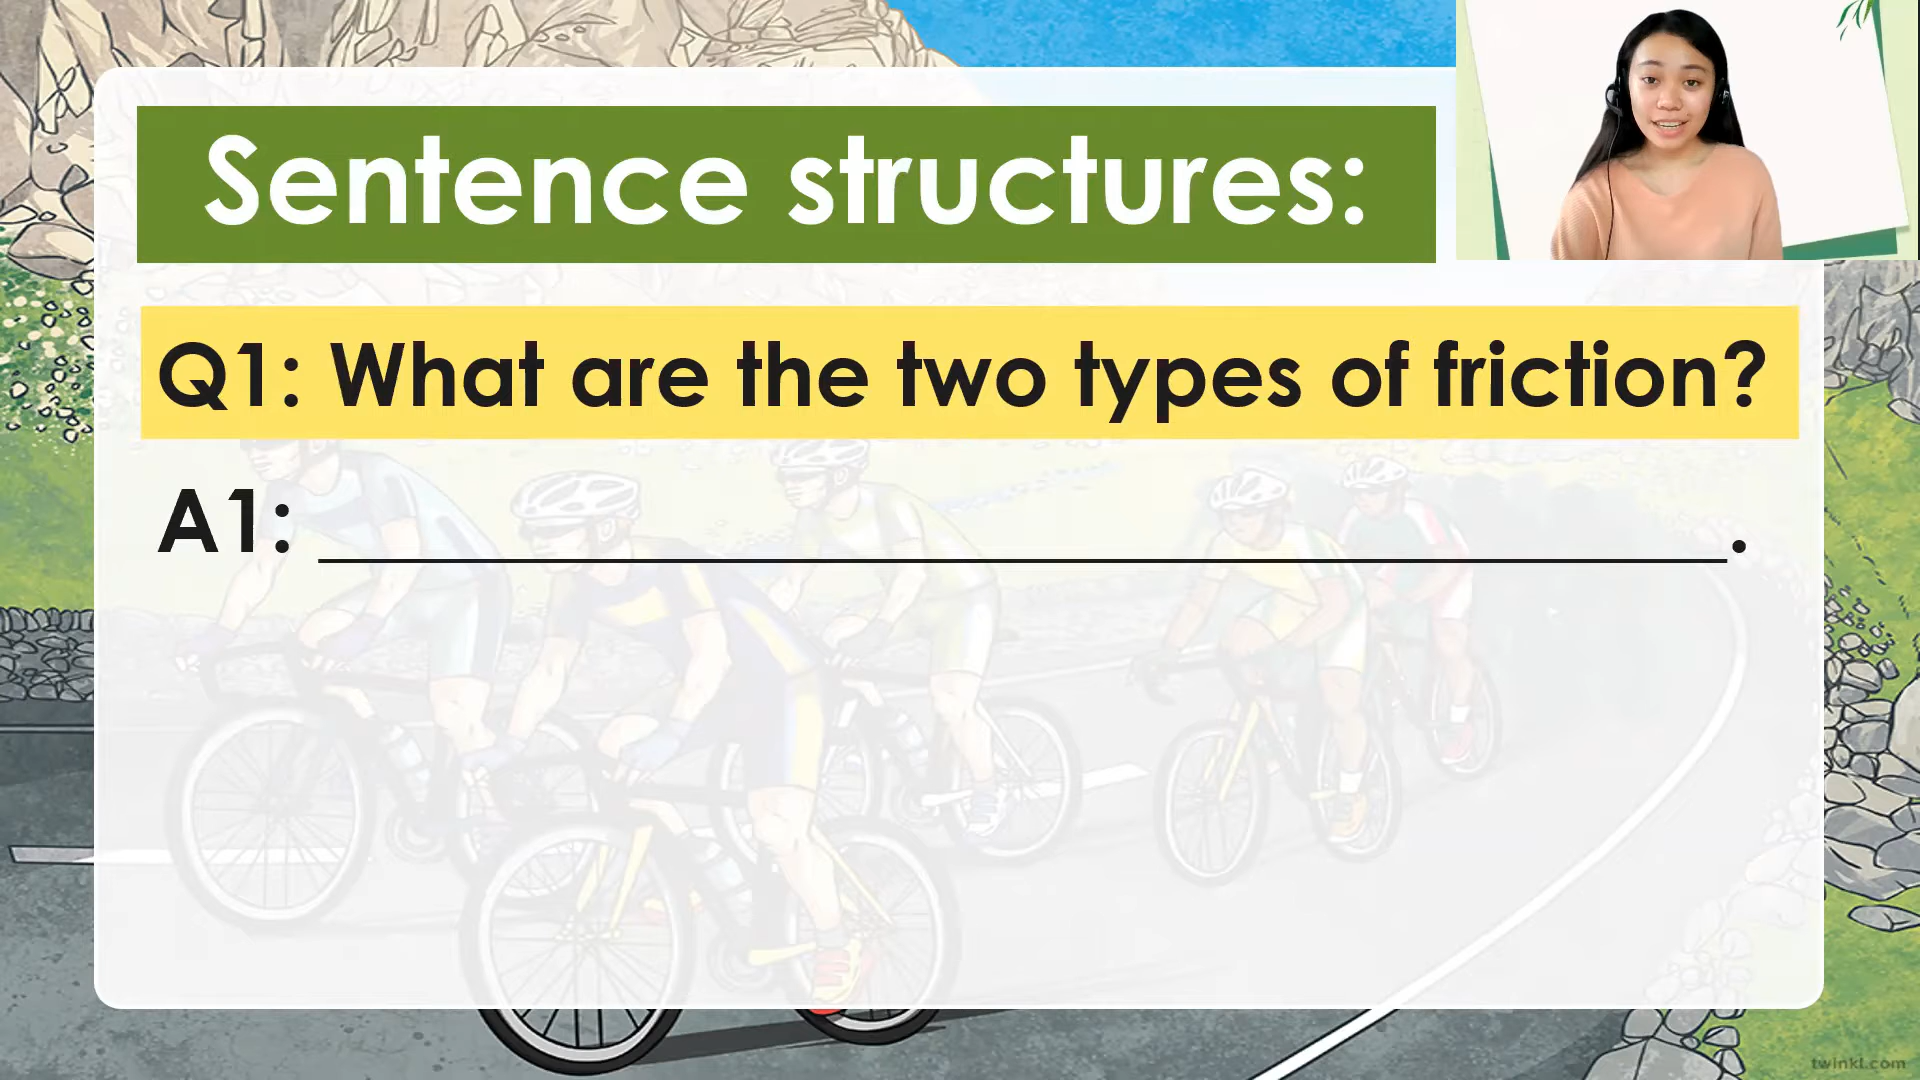 Sentence structures:
Q1: What are the two types of friction?
A1: ______________________________.
twinkl.com